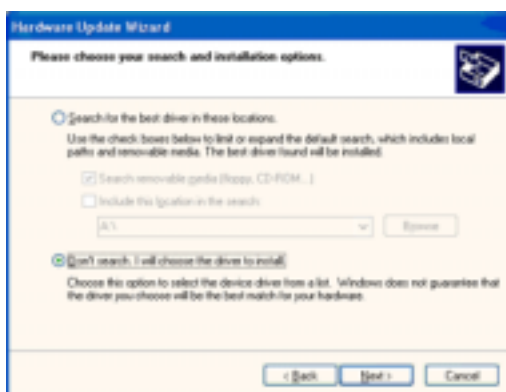 Hardware Update Wizard
Please choose your search and installation options.
Search for the best driver in these locations.
Use the check boxes below to limit or expand the default search, which includes local
paths and removable media. The best driver found will be installed.
Search removable media (floppy, CD-ROM...)
Include this location in the search:
A:\
Browse
Don't search. I will choose the driver to install.
Choose this option to select the device driver from a list. Windows does not guarantee that
the driver you choose will be the best match for your hardware.
< Back
Next >
Cancel